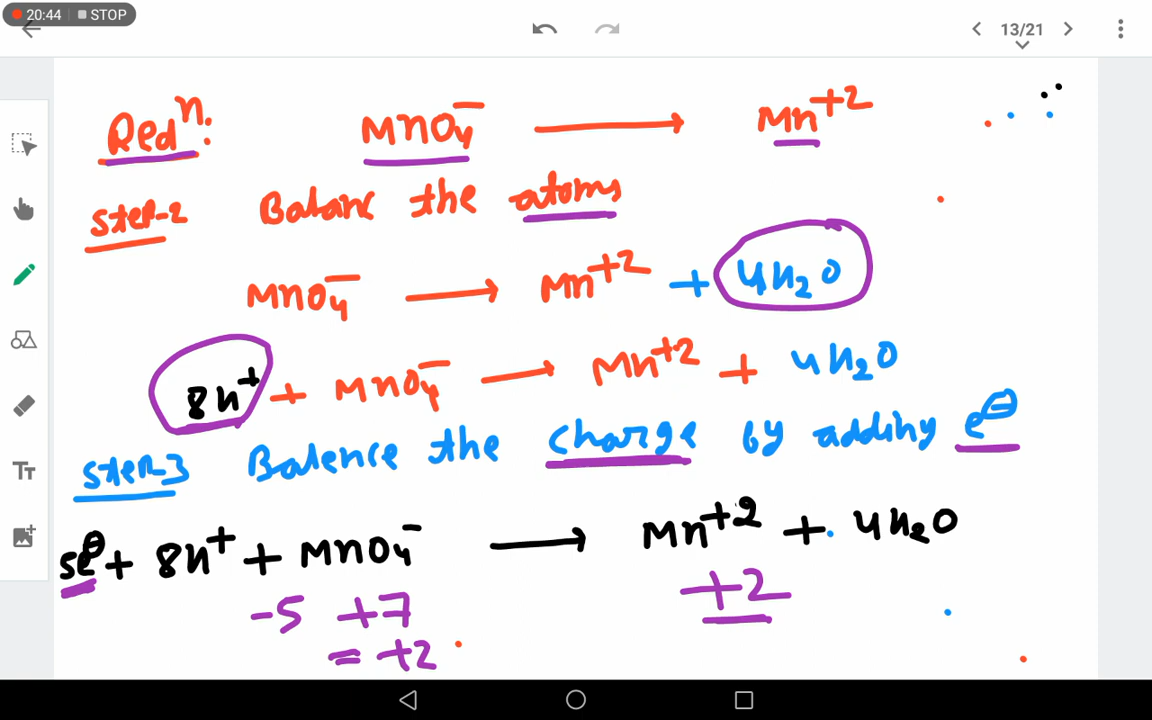 20:44 STOP
13/21
Redⁿ: MnO₄⁻ → Mn⁺²
Step-2 Balanc the atoms
MnO₄⁻ → Mn⁺² + 4H₂O
8H⁺ + MnO₄⁻ → Mn⁺² + 4H₂O
Step-3 Balence the charge by adding e⊖
5e⊖ + 8H⁺ + MnO₄⁻ → Mn⁺² + 4H₂O
-5 +7 +2
= +2
Tт